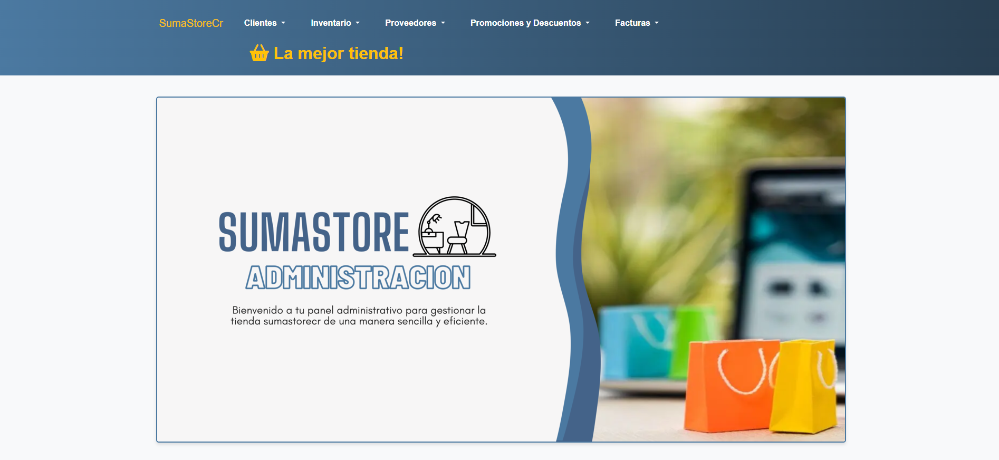 SumaStoreCr Clientes Inventario Proveedores Promociones y Descuentos Facturas
La mejor tienda!
SUMASTORE
ADMINISTRACION
Bienvenido a tu panel administrativo para gestionar la
tienda sumastorecr de una manera sencilla y eficiente.